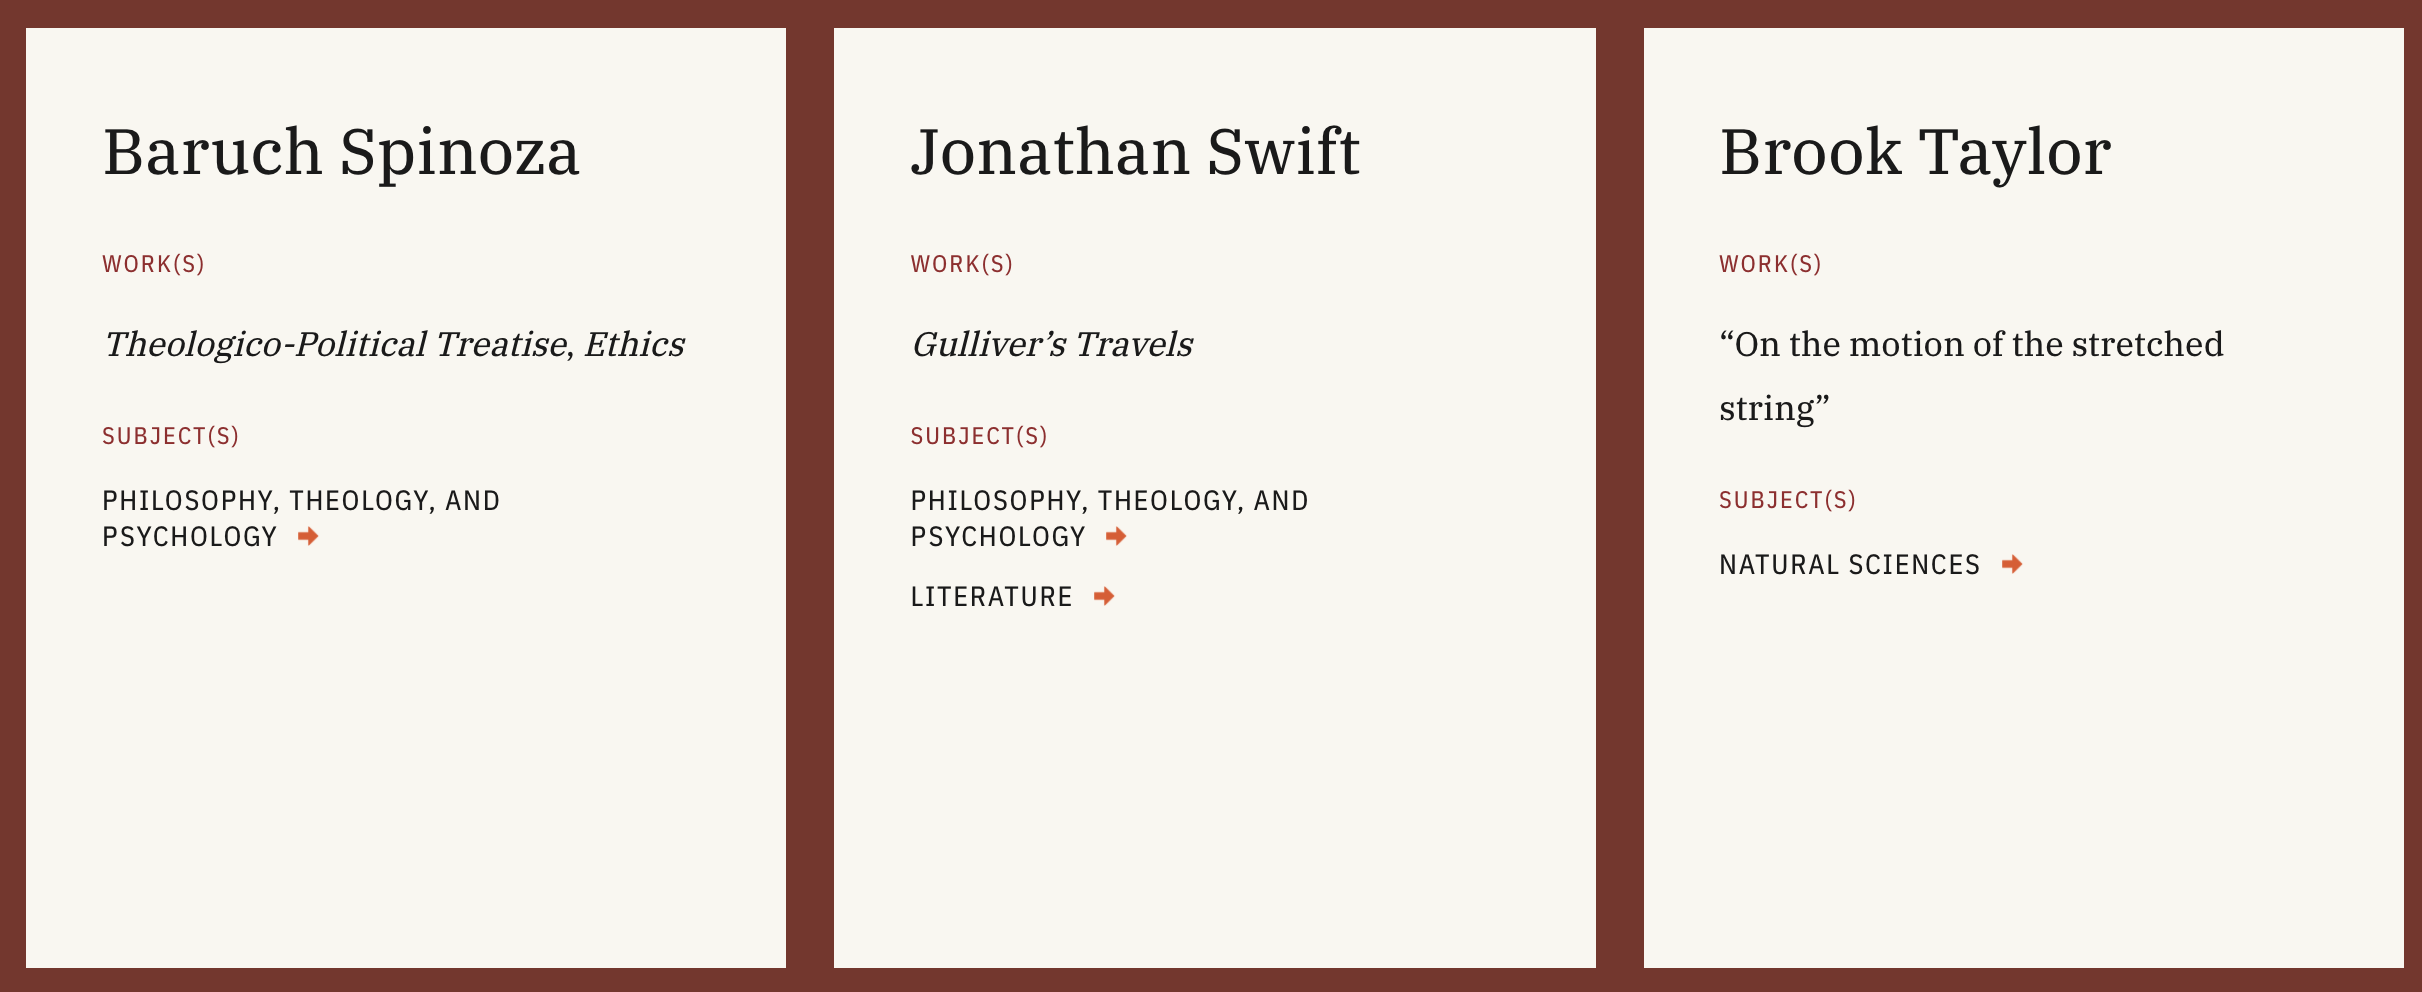 Baruch Spinoza
WORK(S)
Theologico-Political Treatise, Ethics
SUBJECT(S)
PHILOSOPHY, THEOLOGY, AND
PSYCHOLOGY
Jonathan Swift
WORK(S)
Gulliver’s Travels
SUBJECT(S)
PHILOSOPHY, THEOLOGY, AND
PSYCHOLOGY
LITERATURE
Brook Taylor
WORK(S)
“On the motion of the stretched
string”
SUBJECT(S)
NATURAL SCIENCES